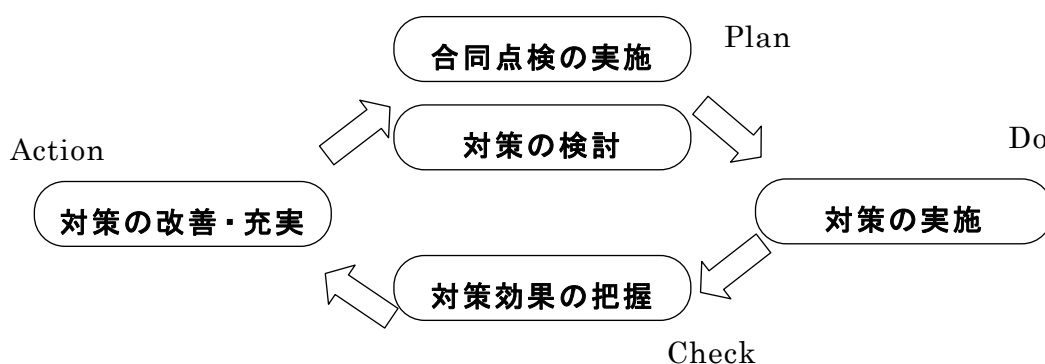 合同点検の実施
Plan
対策の検討
Action
Do
対策の改善・充実
対策の実施
対策効果の把握
Check